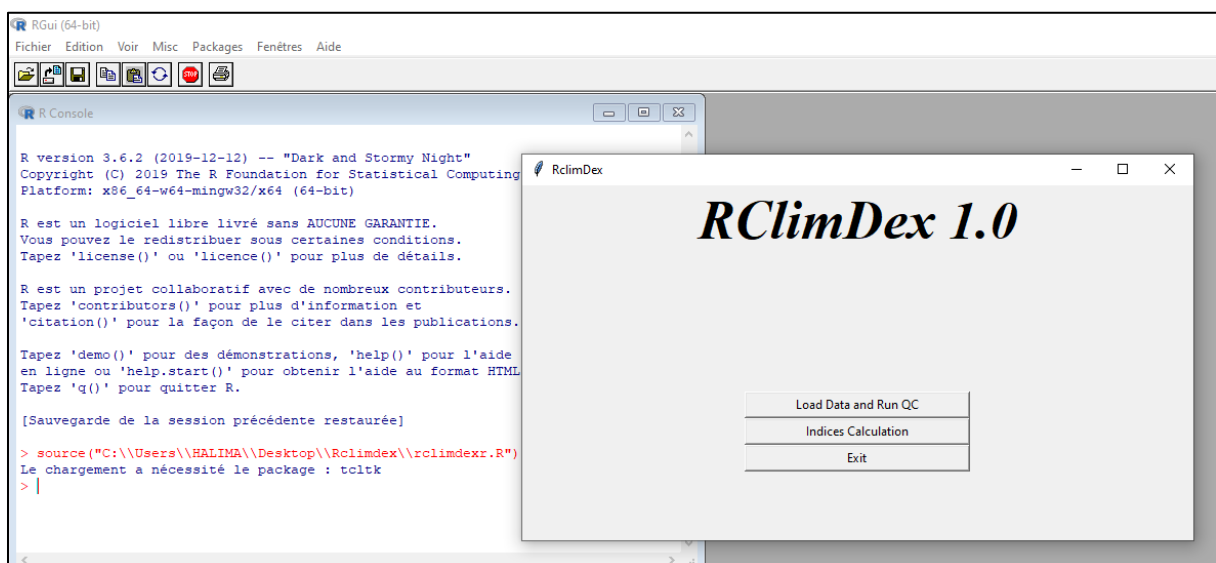 RGui (64-bit)
Fichier Edition Voir Misc Packages Fenêtres Aide
STOP
R Console
R version 3.6.2 (2019-12-12) -- "Dark and Stormy Night"
Copyright (C) 2019 The R Foundation for Statistical Computing
Platform: x86_64-w64-mingw32/x64 (64-bit)
R est un logiciel libre livré sans AUCUNE GARANTIE.
Vous pouvez le redistribuer sous certaines conditions.
Tapez 'license()' ou 'licence()' pour plus de détails.
R est un projet collaboratif avec de nombreux contributeurs.
Tapez 'contributors()' pour plus d'information et
'citation()' pour la façon de le citer dans les publications.
Tapez 'demo()' pour des démonstrations, 'help()' pour l'aide
en ligne ou 'help.start()' pour obtenir l'aide au format HTML
Tapez 'q()' pour quitter R.
[Sauvegarde de la session précédente restaurée]
> source("C:\\Users\\HALIMA\\Desktop\\Rclimdex\\rclimdexr.R")
Le chargement a nécessité le package : tcltk
>
RclimDex
RClimDex 1.0
Load Data and Run QC
Indices Calculation
Exit